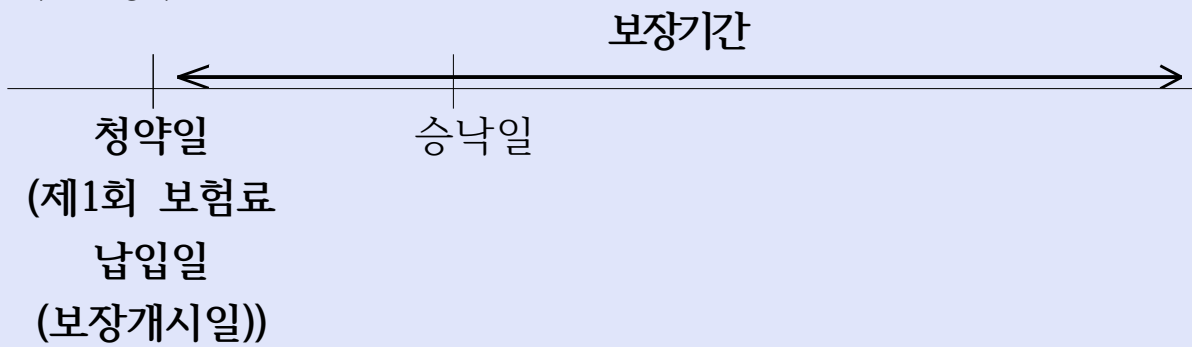 보장기간
청약일 승낙일
(제1회 보험료
납입일
(보장개시일))